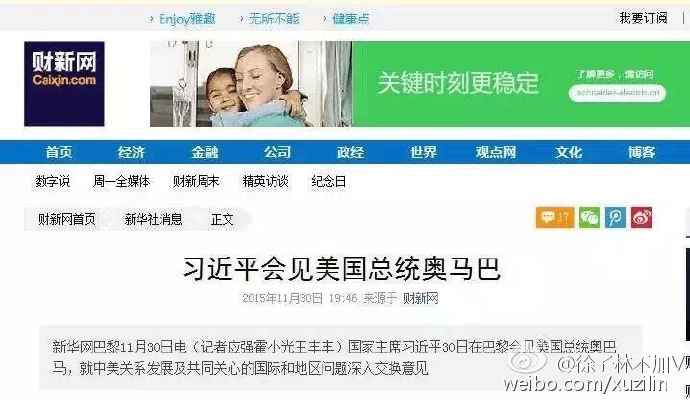 › Enjoy雅趣 › 无所不能 › 健康点 我要订阅
财新网
Caixin.com
关键时刻更稳定
了解更多，请访问
schneider-electric.cn
首页 经济 金融 公司 政经 世界 观点网 文化 博客
数字说 周一全媒体 财新周末 精英访谈 纪念日
财新网首页 新华社消息 正文
17
习近平会见美国总统奥马巴
2015年11月30日 19:46 来源于 财新网
新华网巴黎11月30日电（记者应强霍小光王丰丰）国家主席习近平30日在巴黎会见美国总统奥巴
马，就中美关系发展及共同关心的国际和地区问题深入交换意见
@徐子林不加V
weibo.com/xuzilin